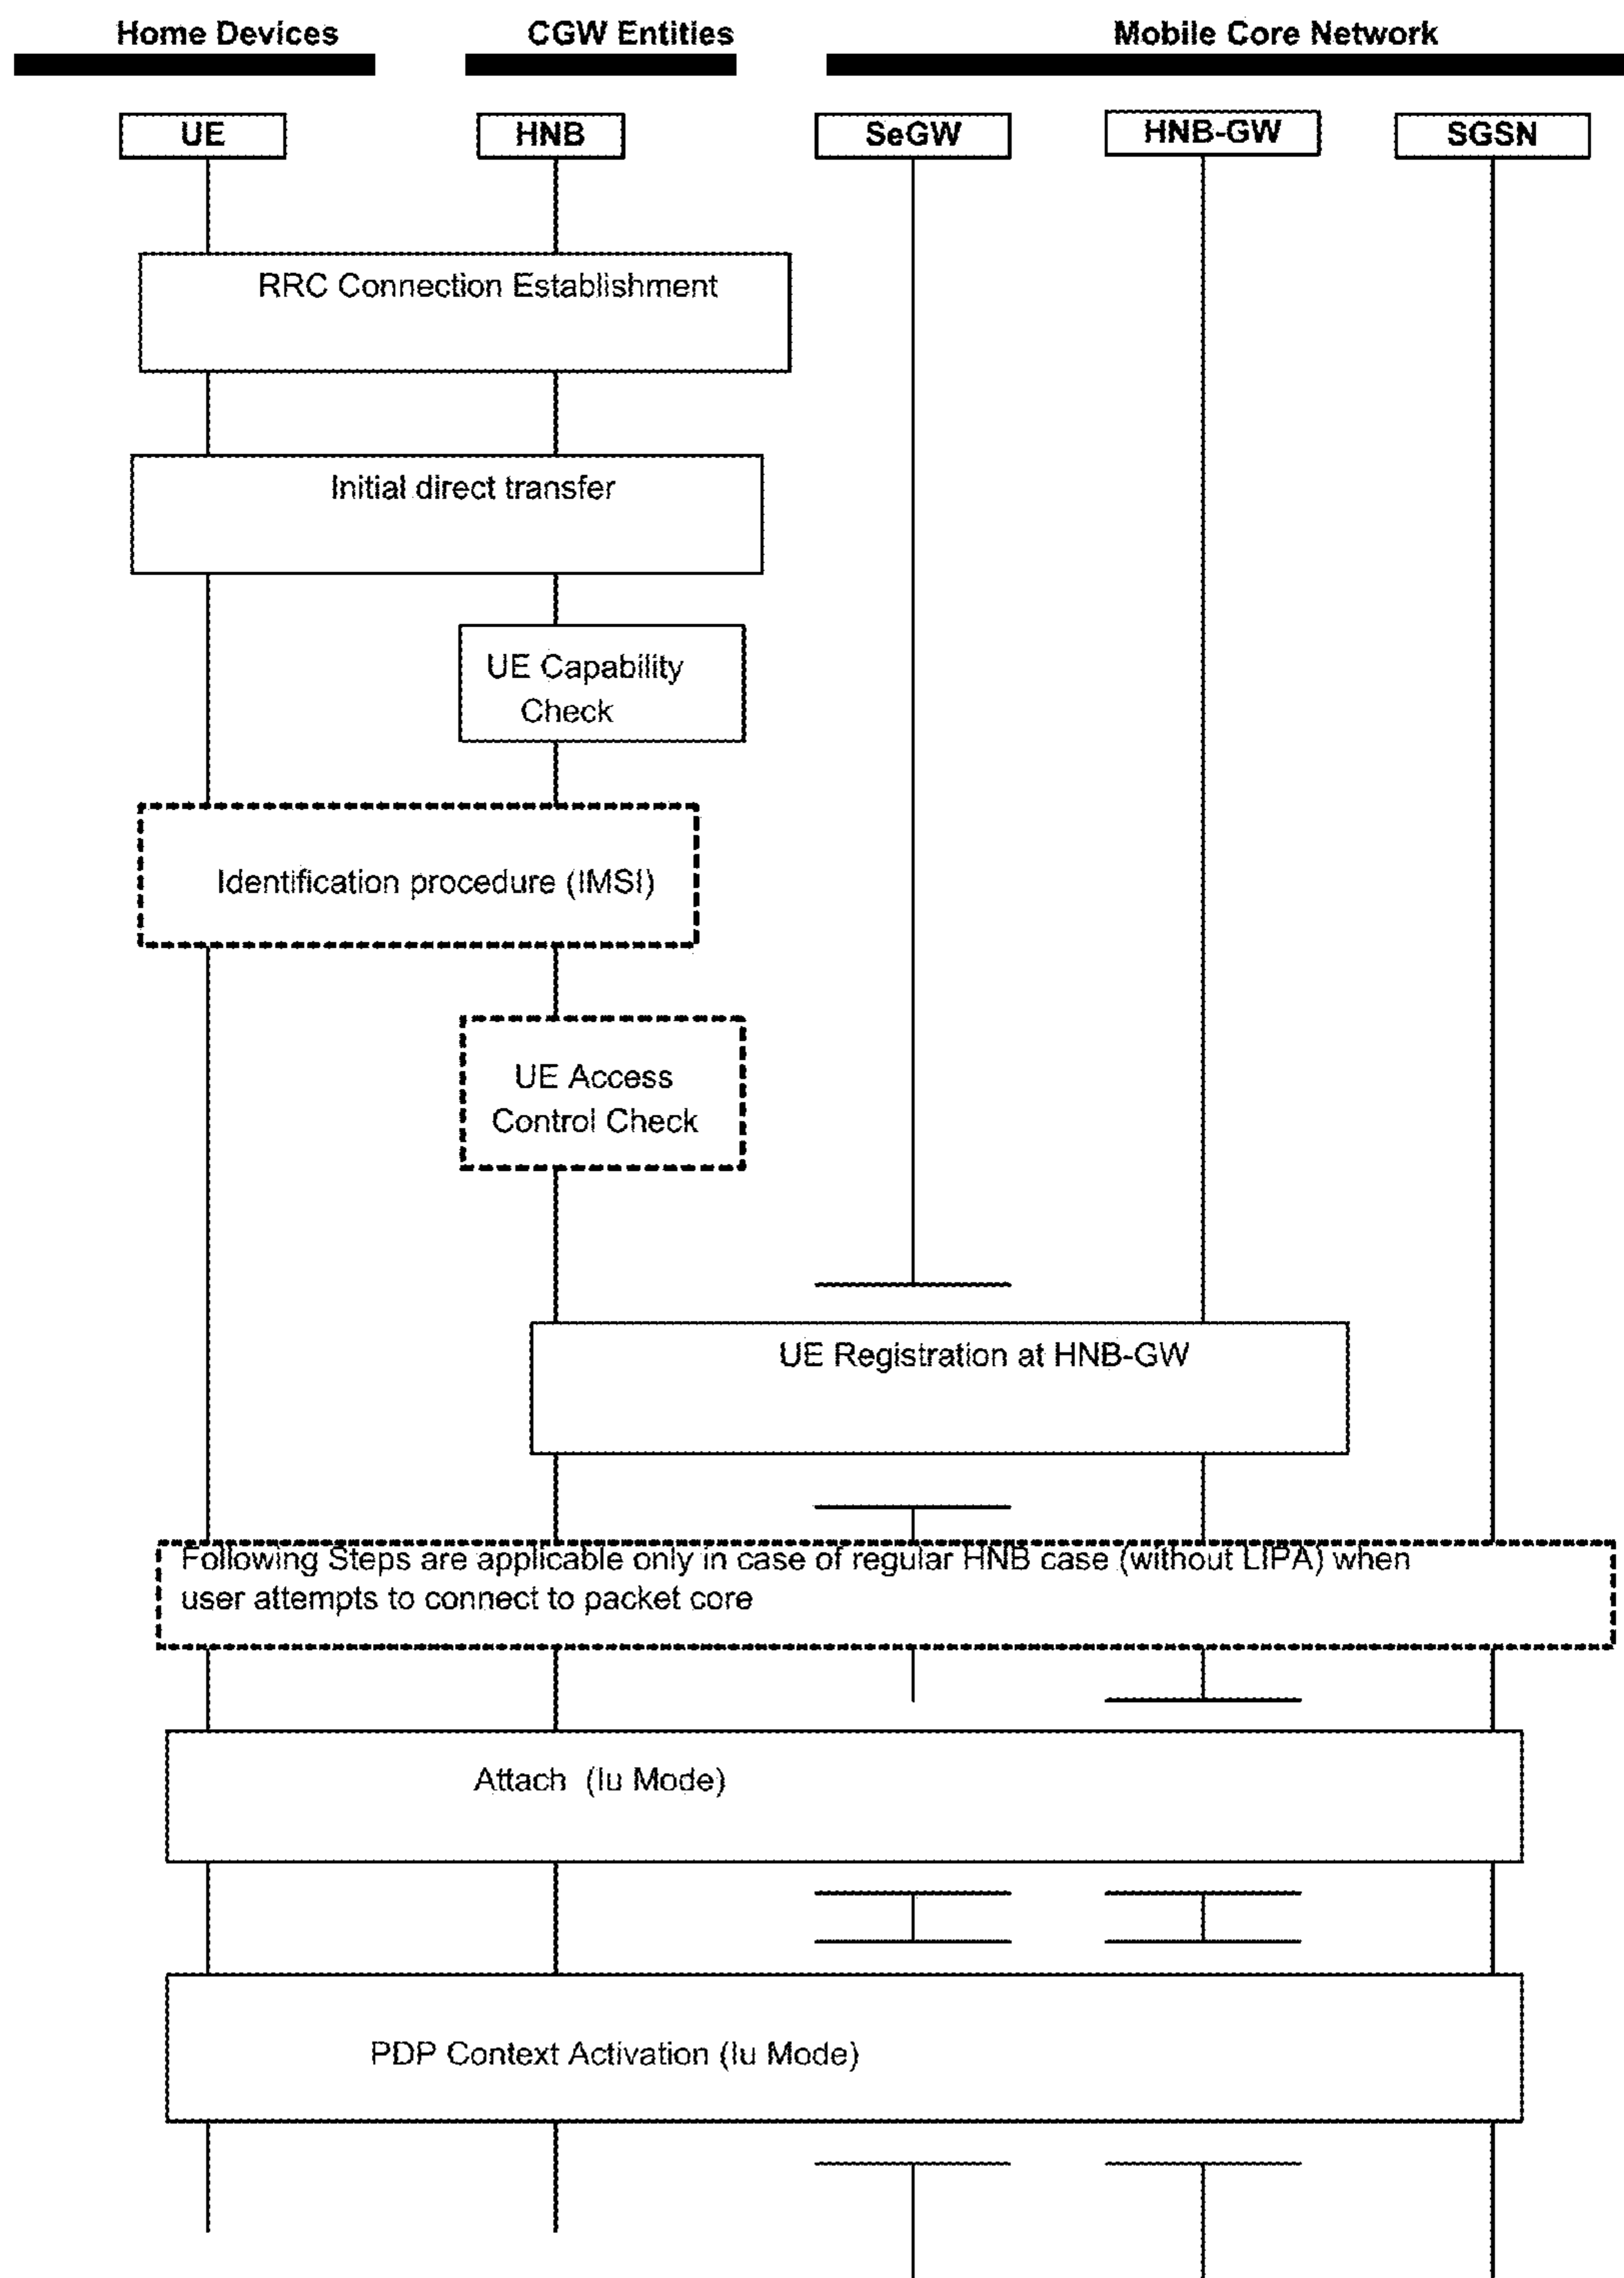 Home Devices
CGW Entities
Mobile Core Network
UE
HNB
SeGW
HNB-GW
SGSN
RRC Connection Establishment
Initial direct transfer
UE Capability
Check
Identification procedure (IMSI)
UE Access
Control Check
UE Registration at HNB-GW
Following Steps are applicable only in case of regular HNB case (without LIPA) when
user attempts to connect to packet core
Attach (Iu Mode)
PDP Context Activation (Iu Mode)